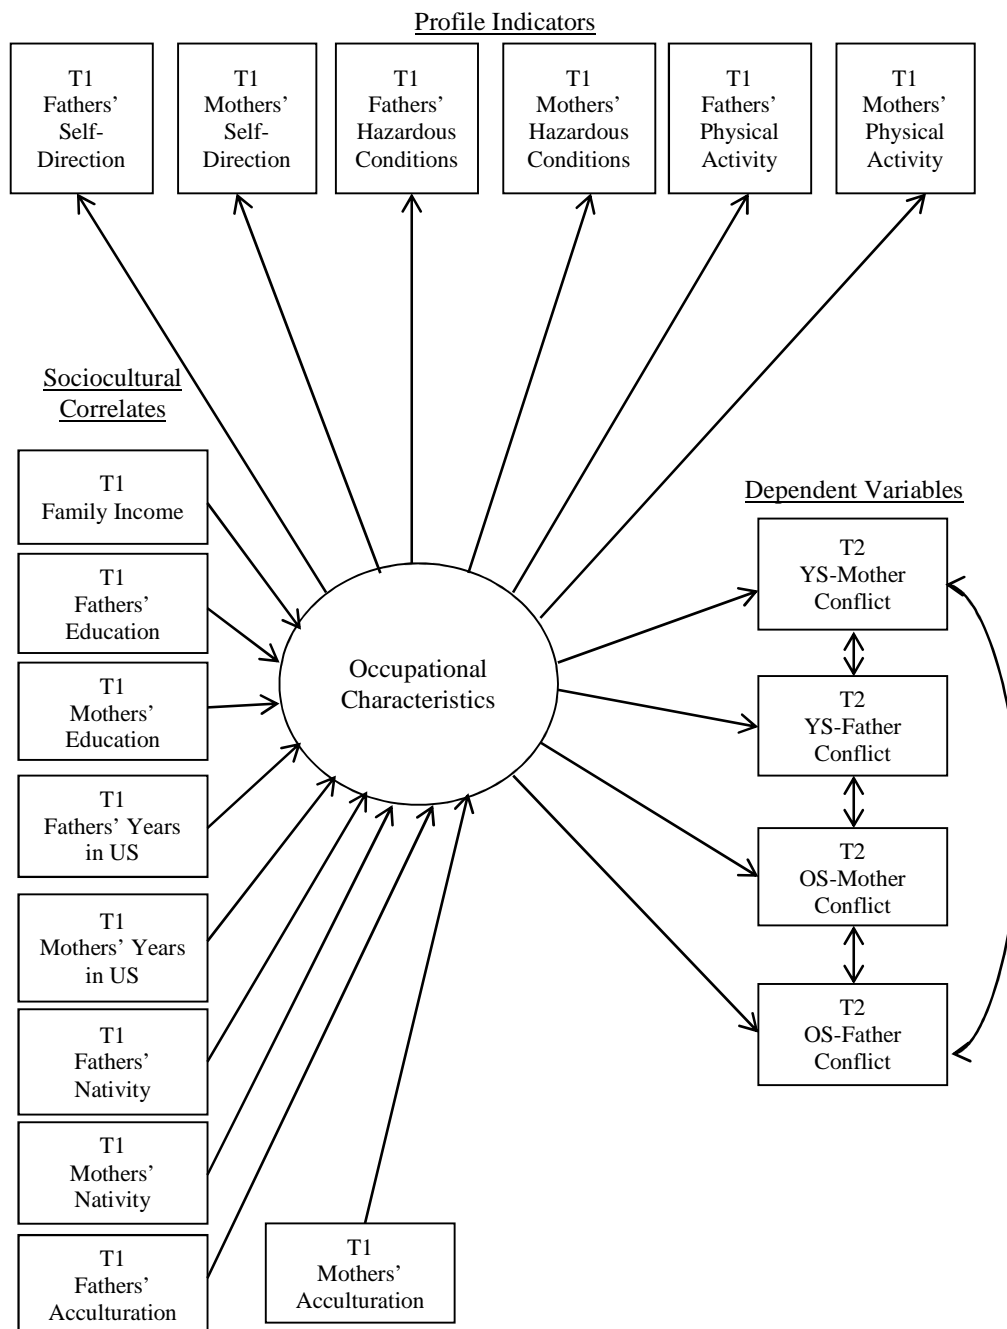 Profile Indicators
T1
Fathers’
Self-
Direction
T1
Mothers’
Self-
Direction
T1
Fathers’
Hazardous
Conditions
T1
Mothers’
Hazardous
Conditions
T1
Fathers’
Physical
Activity
T1
Mothers’
Physical
Activity
Sociocultural
Correlates
T1
Family Income
T1
Fathers’
Education
T1
Mothers’
Education
T1
Fathers’ Years
in US
T1
Mothers’ Years
in US
T1
Fathers’
Nativity
T1
Mothers’
Nativity
T1
Fathers’
Acculturation
T1
Mothers’
Acculturation
Occupational
Characteristics
Dependent Variables
T2
YS-Mother
Conflict
T2
YS-Father
Conflict
T2
OS-Mother
Conflict
T2
OS-Father
Conflict